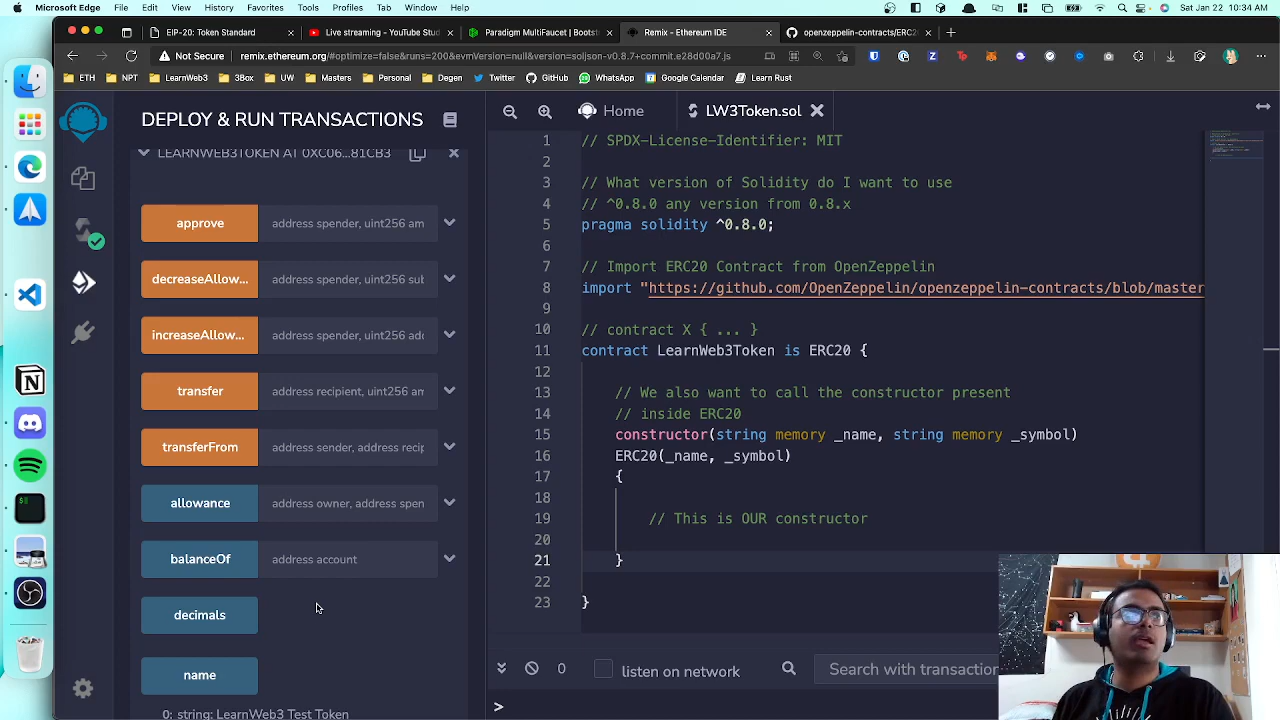 Microsoft Edge File Edit View History Favorites Tools Profiles Tab Window Help Sat Jan 22 10:34 AM
EIP-20: Token Standard
Live streaming - YouTube Stud
Paradigm MultiFaucet | Bootst
Remix - Ethereum IDE
openzeppelin-contracts/ERC2
Not Secure remix.ethereum.org/#optimize=false&runs=200&evmVersion=null&version=soljson-v0.8.7+commit.e28d00a7.js
ETH NPT LearnWeb3 3Box UW Masters Personal Degen Twitter GitHub WhatsApp Google Calendar Learn Rust
DEPLOY & RUN TRANSACTIONS
LEARNWEB3TOKEN AT 0XC06...81CB3
approve address spender, uint256 am
decreaseAllow... address spender, uint256 sub
increaseAllow... address spender, uint256 add
transfer address recipient, uint256 am
transferFrom address sender, address recip
allowance address owner, address spen
balanceOf address account
decimals
name
0: string: LearnWeb3 Test Token
Home
LW3Token.sol
1 // SPDX-License-Identifier: MIT
2
3 // What version of Solidity do I want to use
4 // ^0.8.0 any version from 0.8.x
5 pragma solidity ^0.8.0;
6
7 // Import ERC20 Contract from OpenZeppelin
8 import "https://github.com/OpenZeppelin/openzeppelin-contracts/blob/master
9
10 // contract X { ... }
11 contract LearnWeb3Token is ERC20 {
12
13 // We also want to call the constructor present
14 // inside ERC20
15 constructor(string memory _name, string memory _symbol)
16 ERC20(_name, _symbol)
17 {
18
19 // This is OUR constructor
20
21 }
22
23 }
0 listen on network Search with transaction
>